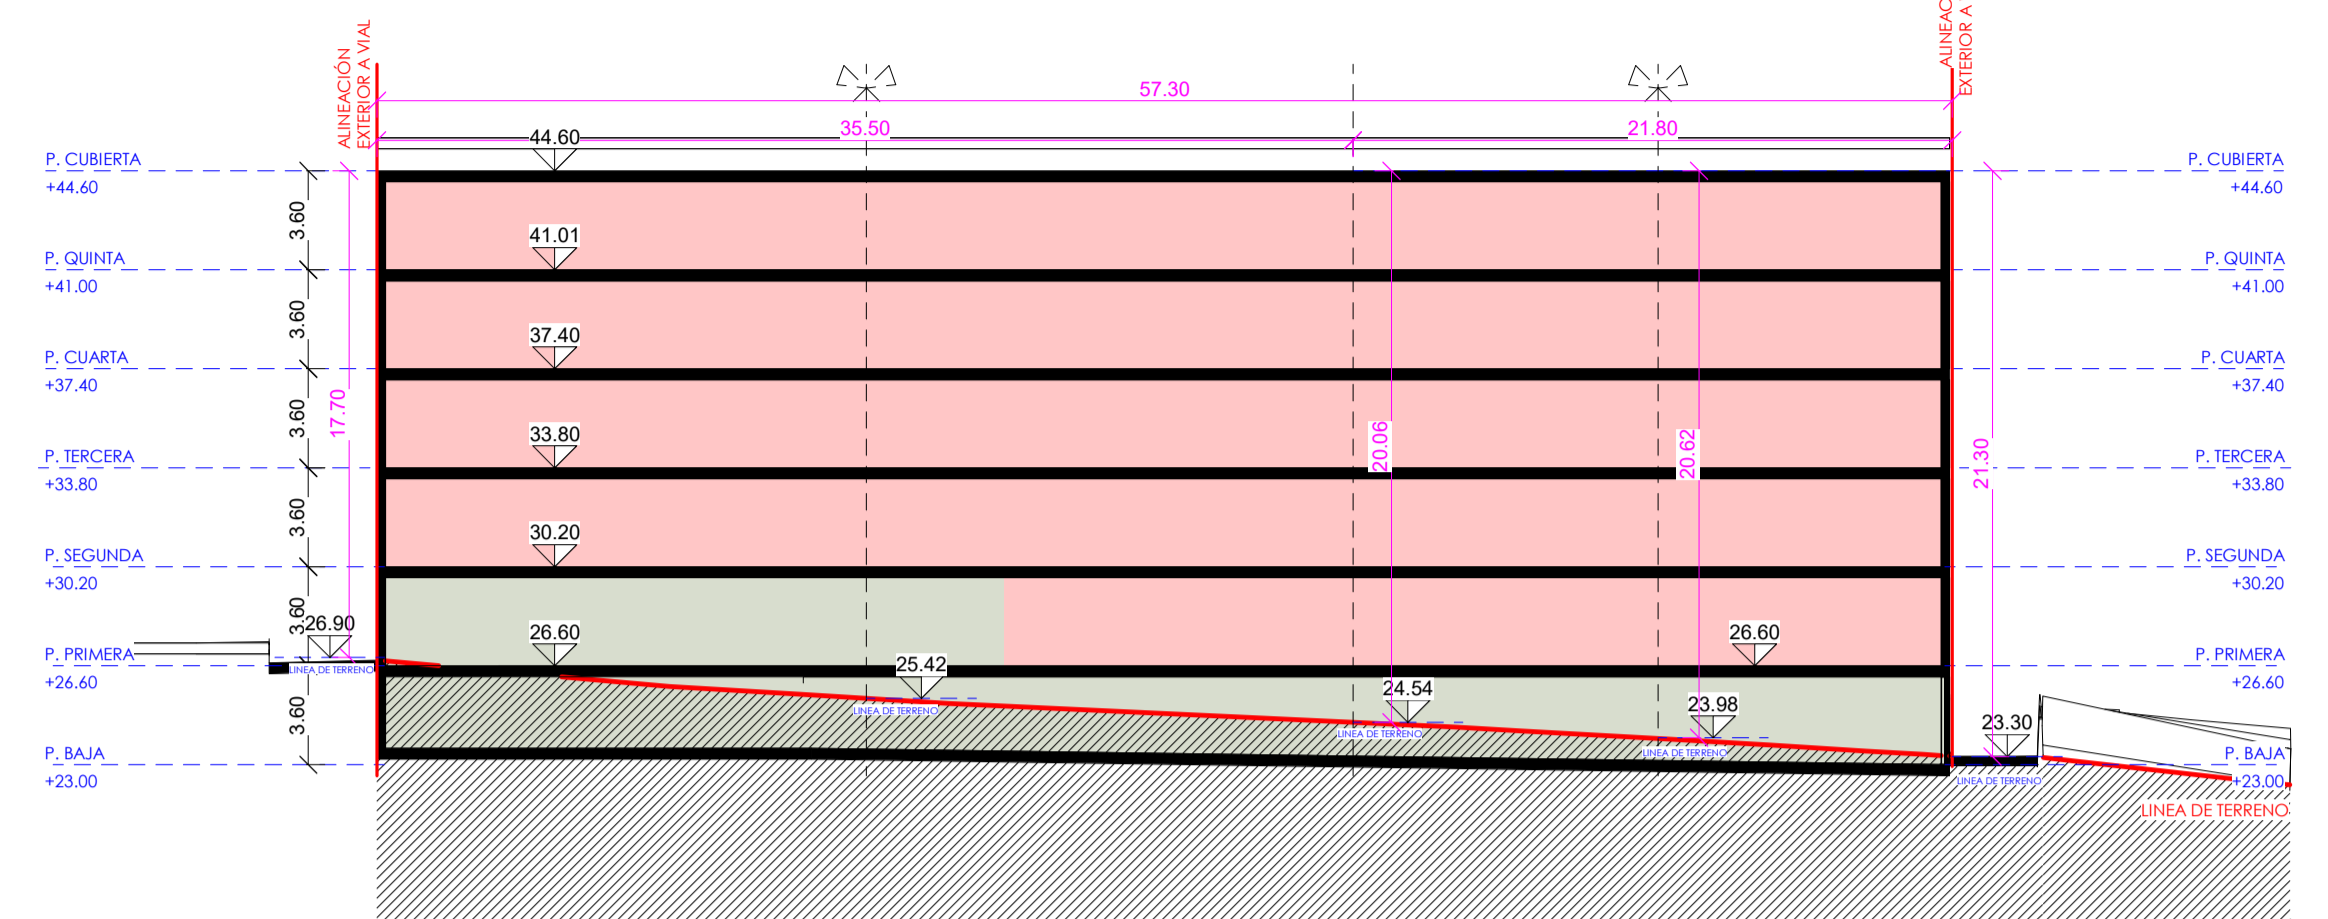 ALINEACIÓN
EXTERIOR A VIAL
ALINEAC
EXTERIOR A
57.30
35.50
21.80
44.60
P. CUBIERTA
+44.60
P. CUBIERTA
+44.60
3.60
41.01
P. QUINTA
+41.00
P. QUINTA
+41.00
3.60
37.40
P. CUARTA
+37.40
P. CUARTA
+37.40
17.70
3.60
33.80
20.06
20.62
21.30
P. TERCERA
+33.80
P. TERCERA
+33.80
3.60
30.20
P. SEGUNDA
+30.20
P. SEGUNDA
+30.20
3.60
26.90
26.60
26.60
P. PRIMERA
+26.60
LINEA DE TERRENO
P. PRIMERA
+26.60
25.42
LINEA DE TERRENO
24.54
LINEA DE TERRENO
23.98
LINEA DE TERRENO
3.60
23.30
LINEA DE TERRENO
P. BAJA
+23.00
P. BAJA
+23.00
LINEA DE TERRENO